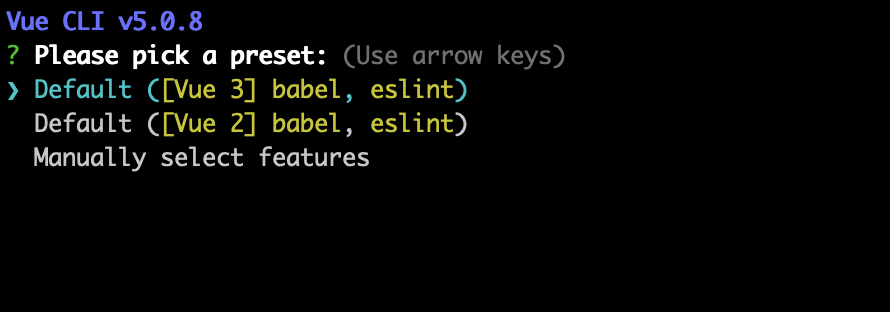 Vue CLI v5.0.8
? Please pick a preset: (Use arrow keys)
❯ Default ([Vue 3] babel, eslint)
Default ([Vue 2] babel, eslint)
Manually select features